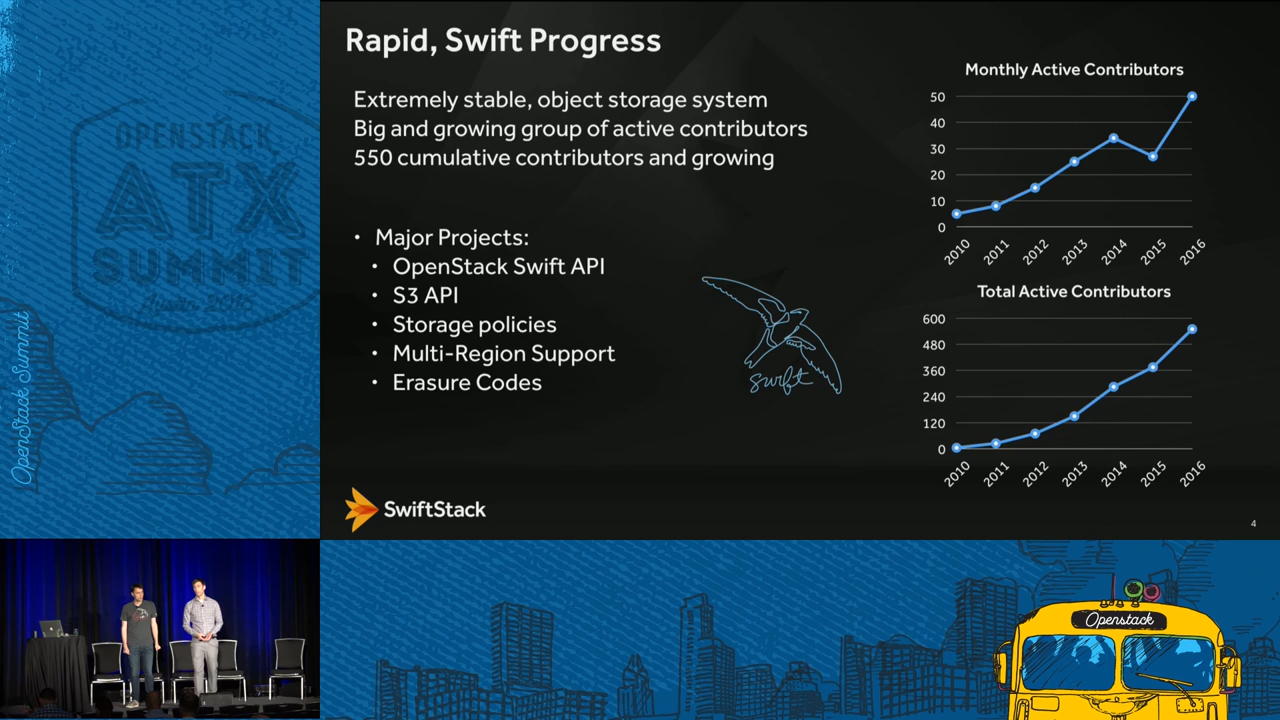 Rapid, Swift Progress
Extremely stable, object storage system
Big and growing group of active contributors
550 cumulative contributors and growing
• Major Projects:
• OpenStack Swift API
• S3 API
• Storage policies
• Multi-Region Support
• Erasure Codes
swift
Monthly Active Contributors
50
40
30
20
10
0
2010 2011 2012 2013 2014 2015 2016
Total Active Contributors
600
480
360
240
120
0
2010 2011 2012 2013 2014 2015 2016
SwiftStack
4
OPENSTACK
ATX
SUMMIT
Austin 2016
OpenStack Summit
Openstack